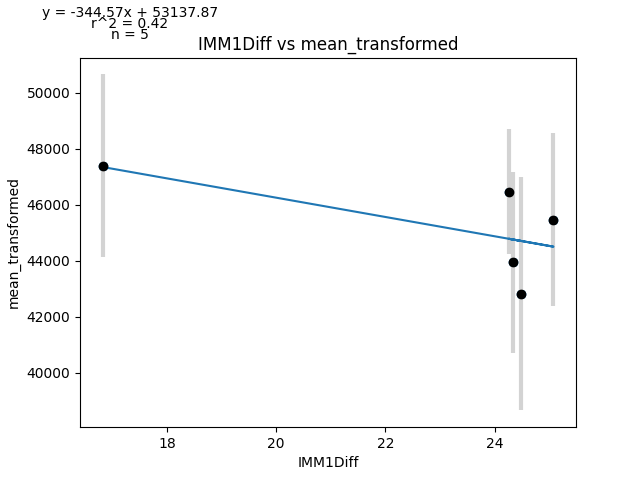 y = -344.57x + 53137.87
r^2 = 0.42
n = 5
IMM1Diff vs mean_transformed
50000
48000
46000
44000
42000
40000
mean_transformed
18
20
22
24
IMM1Diff